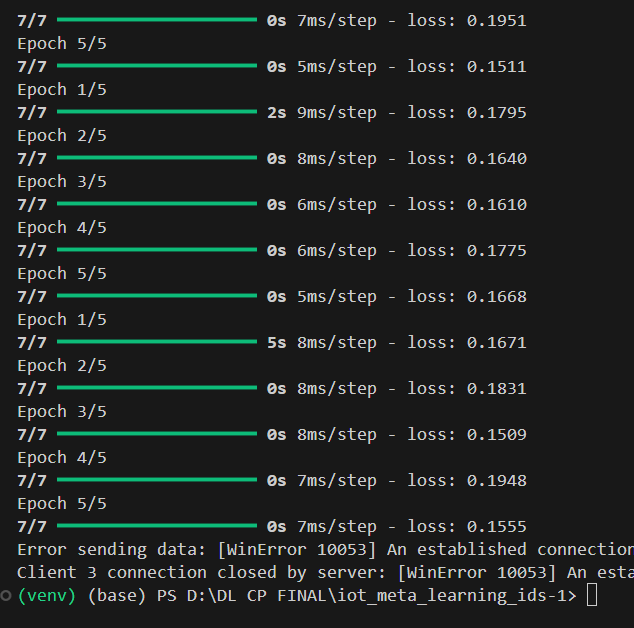 7/7 0s 7ms/step - loss: 0.1951
Epoch 5/5
7/7 0s 5ms/step - loss: 0.1511
Epoch 1/5
7/7 2s 9ms/step - loss: 0.1795
Epoch 2/5
7/7 0s 8ms/step - loss: 0.1640
Epoch 3/5
7/7 0s 6ms/step - loss: 0.1610
Epoch 4/5
7/7 0s 6ms/step - loss: 0.1775
Epoch 5/5
7/7 0s 5ms/step - loss: 0.1668
Epoch 1/5
7/7 5s 8ms/step - loss: 0.1671
Epoch 2/5
7/7 0s 8ms/step - loss: 0.1831
Epoch 3/5
7/7 0s 8ms/step - loss: 0.1509
Epoch 4/5
7/7 0s 7ms/step - loss: 0.1948
Epoch 5/5
7/7 0s 7ms/step - loss: 0.1555
Error sending data: [WinError 10053] An established connection
Client 3 connection closed by server: [WinError 10053] An esta
(venv) (base) PS D:\DL CP FINAL\iot_meta_learning_ids-1>